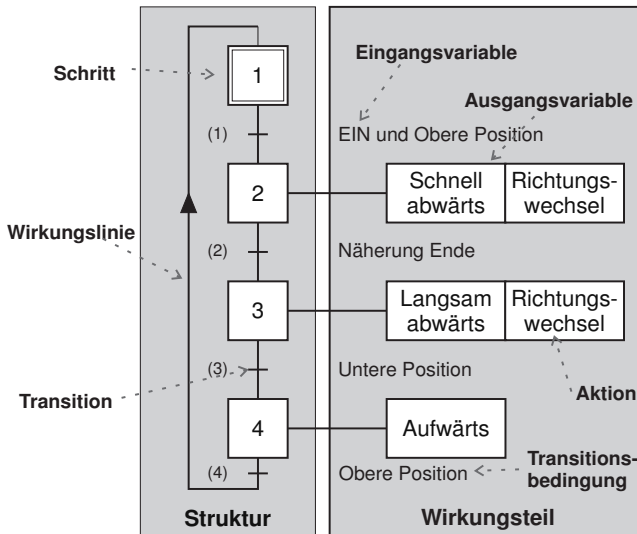 Eingangsvariable
Schritt
1
Ausgangsvariable
(1)
EIN und Obere Position
2
Schnell
abwärts
Richtungs-
wechsel
Wirkungslinie
(2)
Näherung Ende
3
Langsam
abwärts
Richtungs-
wechsel
(3)
Untere Position
Transition
Aktion
4
Aufwärts
(4)
Obere Position
Transitions-
bedingung
Struktur
Wirkungsteil